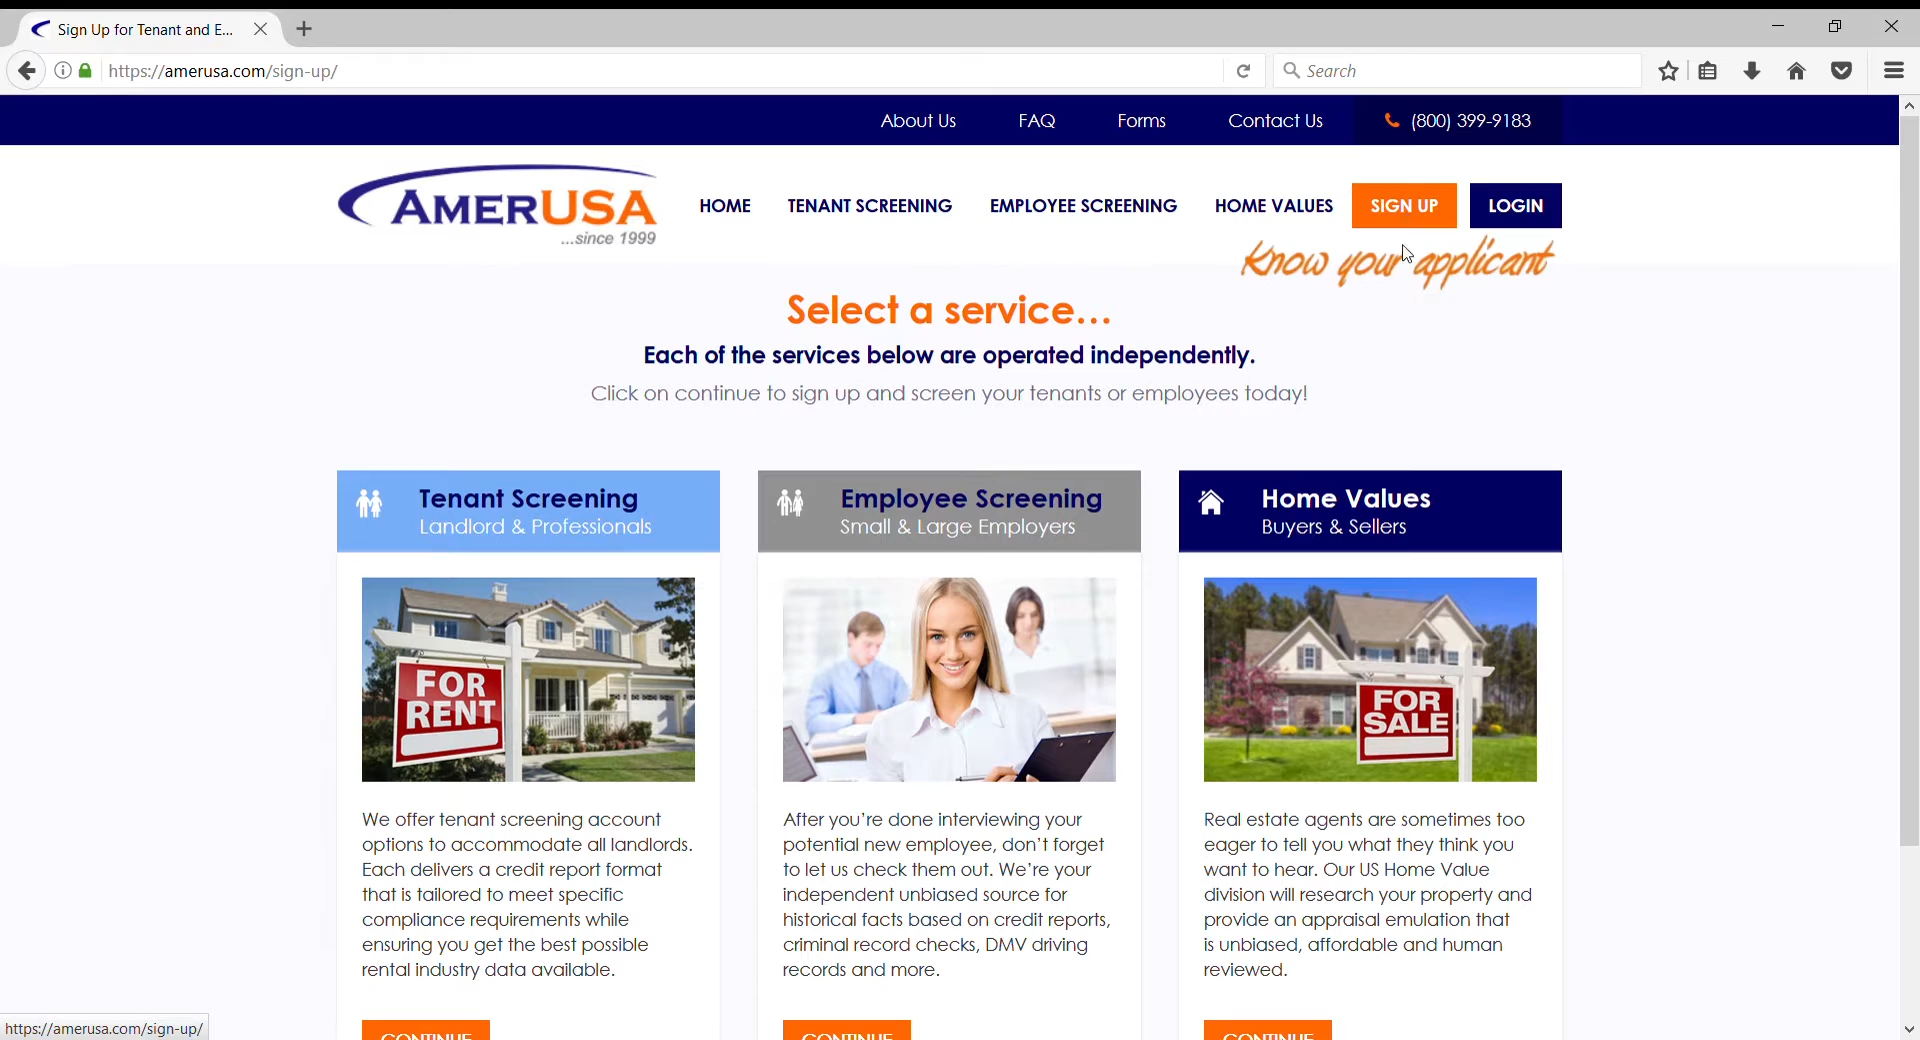 Sign Up for Tenant and E...
https://amerusa.com/sign-up/
Search
About Us FAQ Forms Contact Us (800) 399-9183
AMERUSA
...since 1999
HOME TENANT SCREENING EMPLOYEE SCREENING HOME VALUES SIGN UP LOGIN
know your applicant
Select a service...
Each of the services below are operated independently.
Click on continue to sign up and screen your tenants or employees today!
Tenant Screening
Landlord & Professionals
FOR
RENT
We offer tenant screening account
options to accommodate all landlords.
Each delivers a credit report format
that is tailored to meet specific
compliance requirements while
ensuring you get the best possible
rental industry data available.
CONTINUE
Employee Screening
Small & Large Employers
After you're done interviewing your
potential new employee, don't forget
to let us check them out. We're your
independent unbiased source for
historical facts based on credit reports,
criminal record checks, DMV driving
records and more.
CONTINUE
Home Values
Buyers & Sellers
FOR
SALE
Real estate agents are sometimes too
eager to tell you what they think you
want to hear. Our US Home Value
division will research your property and
provide an appraisal emulation that
is unbiased, affordable and human
reviewed.
CONTINUE
https://amerusa.com/sign-up/